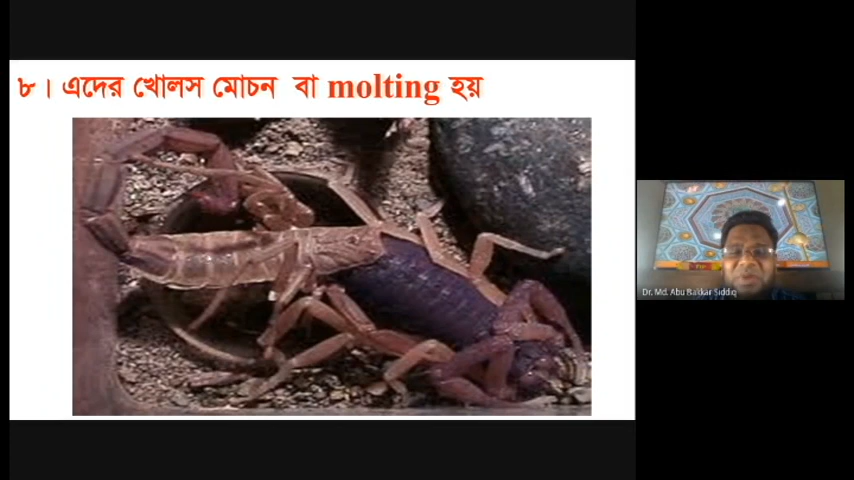 ৮। এদের খোলস মোচন বা molting হয়
Dr. Md. Abu Bakkar Siddiq